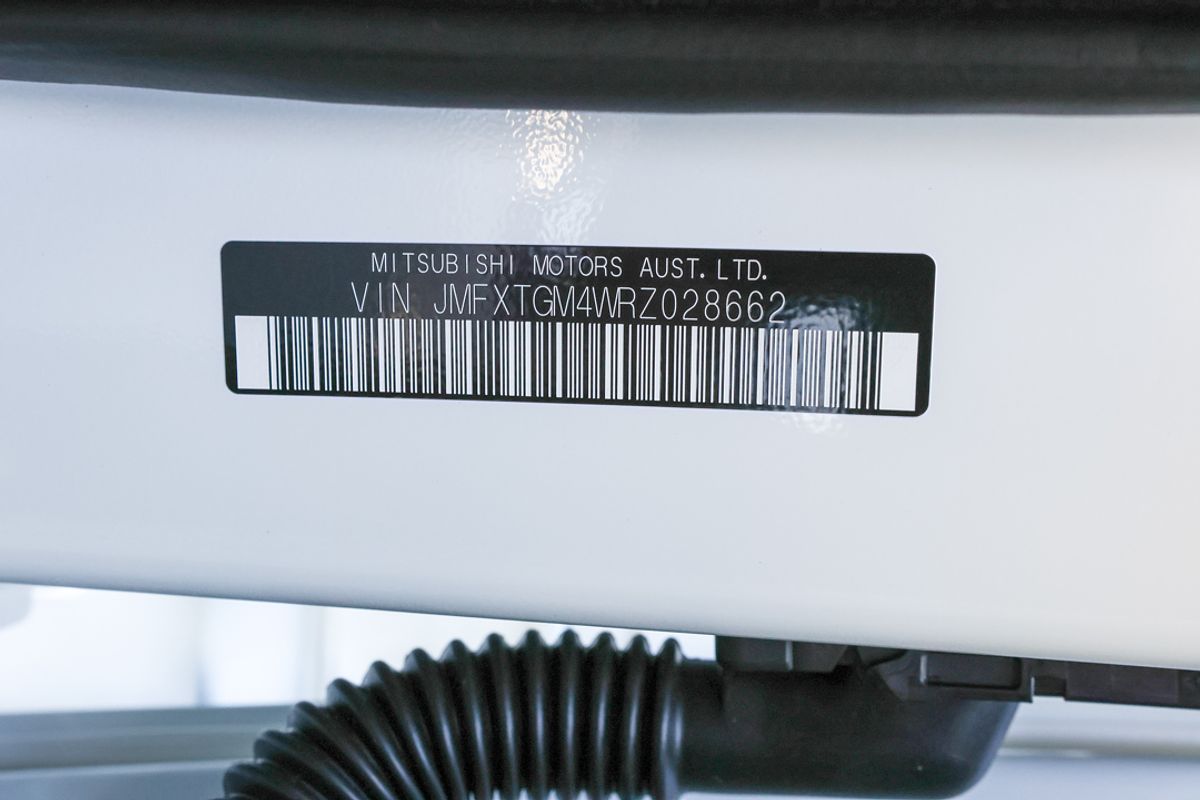 MITSUBISHI MOTORS AUST. LTD.
VIN JMFXTGM4WRZ028662